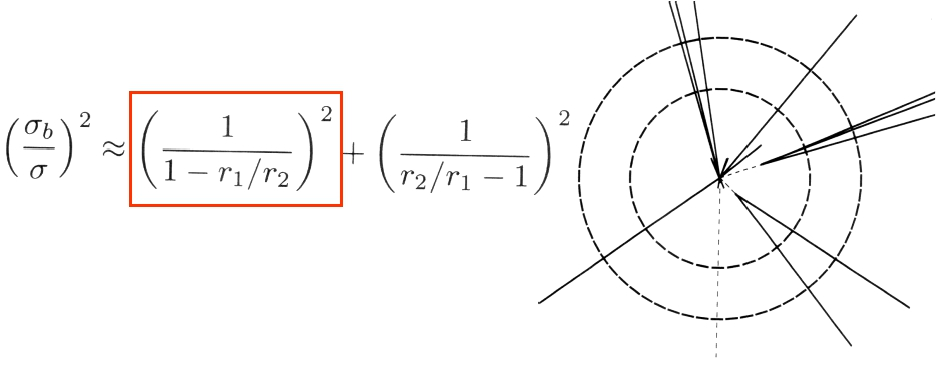 (σ_b/σ)^2 ≈ (1/(1 − r_1/r_2))^2 + (1/(r_2/r_1 − 1))^2